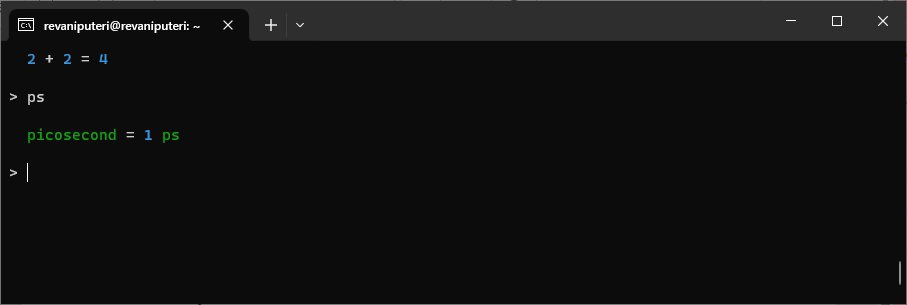 revaniputeri@revaniputeri: ~
2 + 2 = 4
> ps
picosecond = 1 ps
>